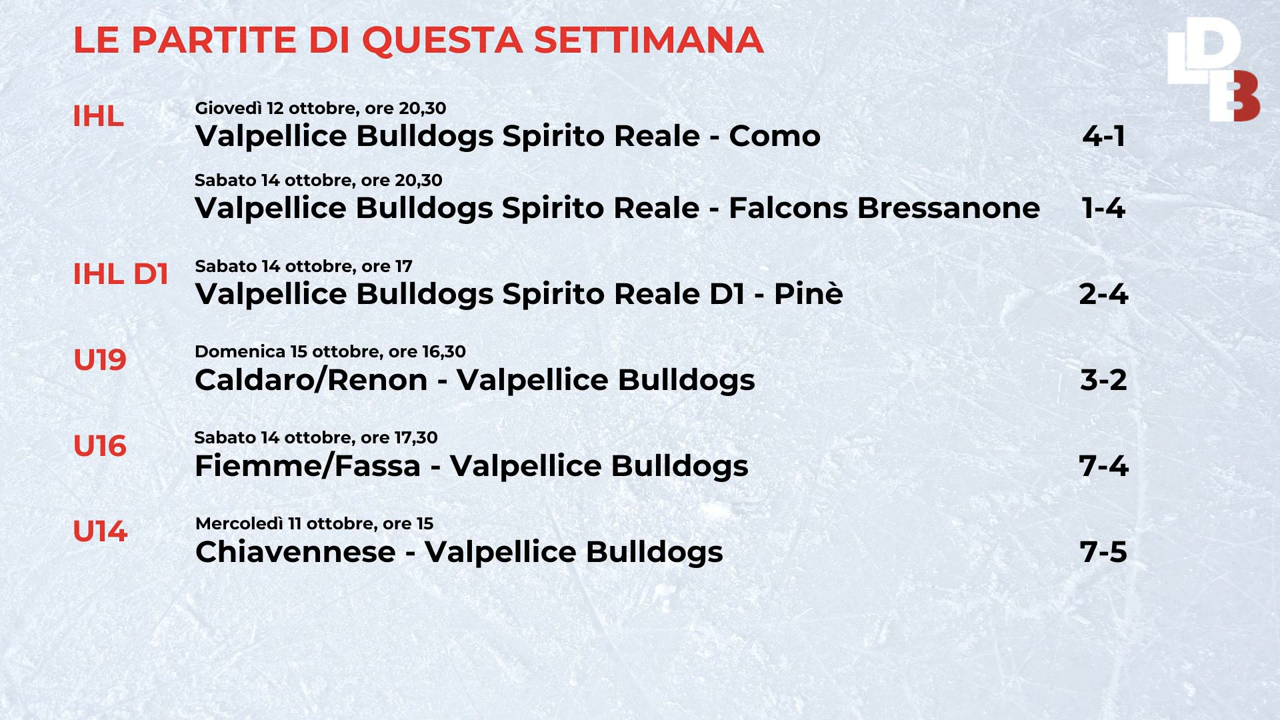 LE PARTITE DI QUESTA SETTIMANA
LDB
IHL
Giovedì 12 ottobre, ore 20,30
Valpellice Bulldogs Spirito Reale - Como 4-1
Sabato 14 ottobre, ore 20,30
Valpellice Bulldogs Spirito Reale - Falcons Bressanone 1-4
IHL D1
Sabato 14 ottobre, ore 17
Valpellice Bulldogs Spirito Reale D1 - Pinè 2-4
U19
Domenica 15 ottobre, ore 16,30
Caldaro/Renon - Valpellice Bulldogs 3-2
U16
Sabato 14 ottobre, ore 17,30
Fiemme/Fassa - Valpellice Bulldogs 7-4
U14
Mercoledì 11 ottobre, ore 15
Chiavennese - Valpellice Bulldogs 7-5